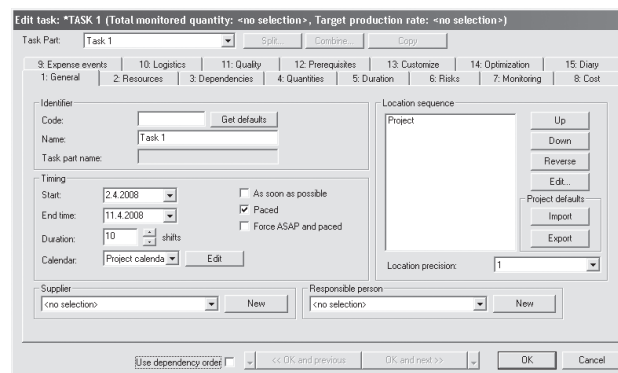 Edit task: *TASK 1 (Total monitored quantity: <no selection>, Target production rate: <no selection>)
Task Part: Task 1 Split... Combine... Copy
9: Expense events 10: Logistics 11: Quality 12: Prerequisites 13: Customize 14: Optimization 15: Diary
1: General 2: Resources 3: Dependencies 4: Quantities 5: Duration 6: Risks 7: Monitoring 8: Cost
Identifier
Code: Get defaults
Name: Task 1
Task part name:
Timing
Start: 2.4.2008 As soon as possible
End time: 11.4.2008 Paced
Force ASAP and paced
Duration: 10 shifts
Calendar: Project calenda Edit
Location sequence
Project
Up
Down
Reverse
Edit...
Project defaults
Import
Export
Location precision: 1
Supplier
<no selection> New
Responsible person
<no selection> New
Use dependency order << OK and previous OK and next >> OK Cancel